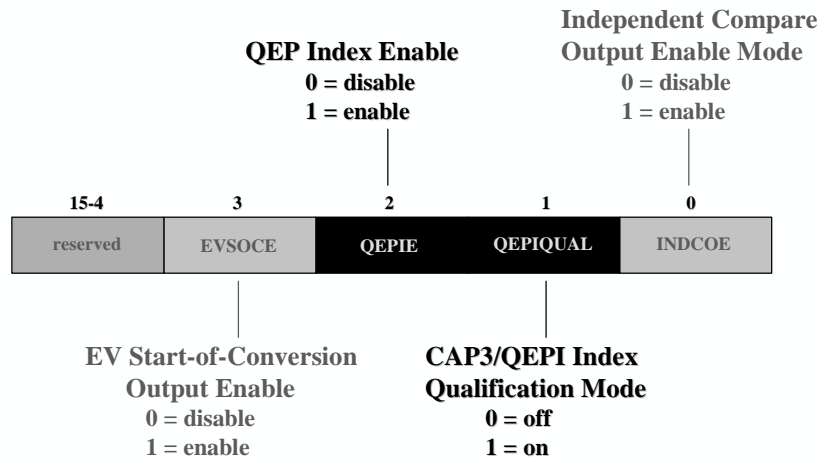 Independent Compare
Output Enable Mode
0 = disable
1 = enable
QEP Index Enable
0 = disable
1 = enable
15-4 3 2 1 0
reserved EVSOCE QEPIE QEPIQUAL INDCOE
EV Start-of-Conversion
Output Enable
0 = disable
1 = enable
CAP3/QEPI Index
Qualification Mode
0 = off
1 = on